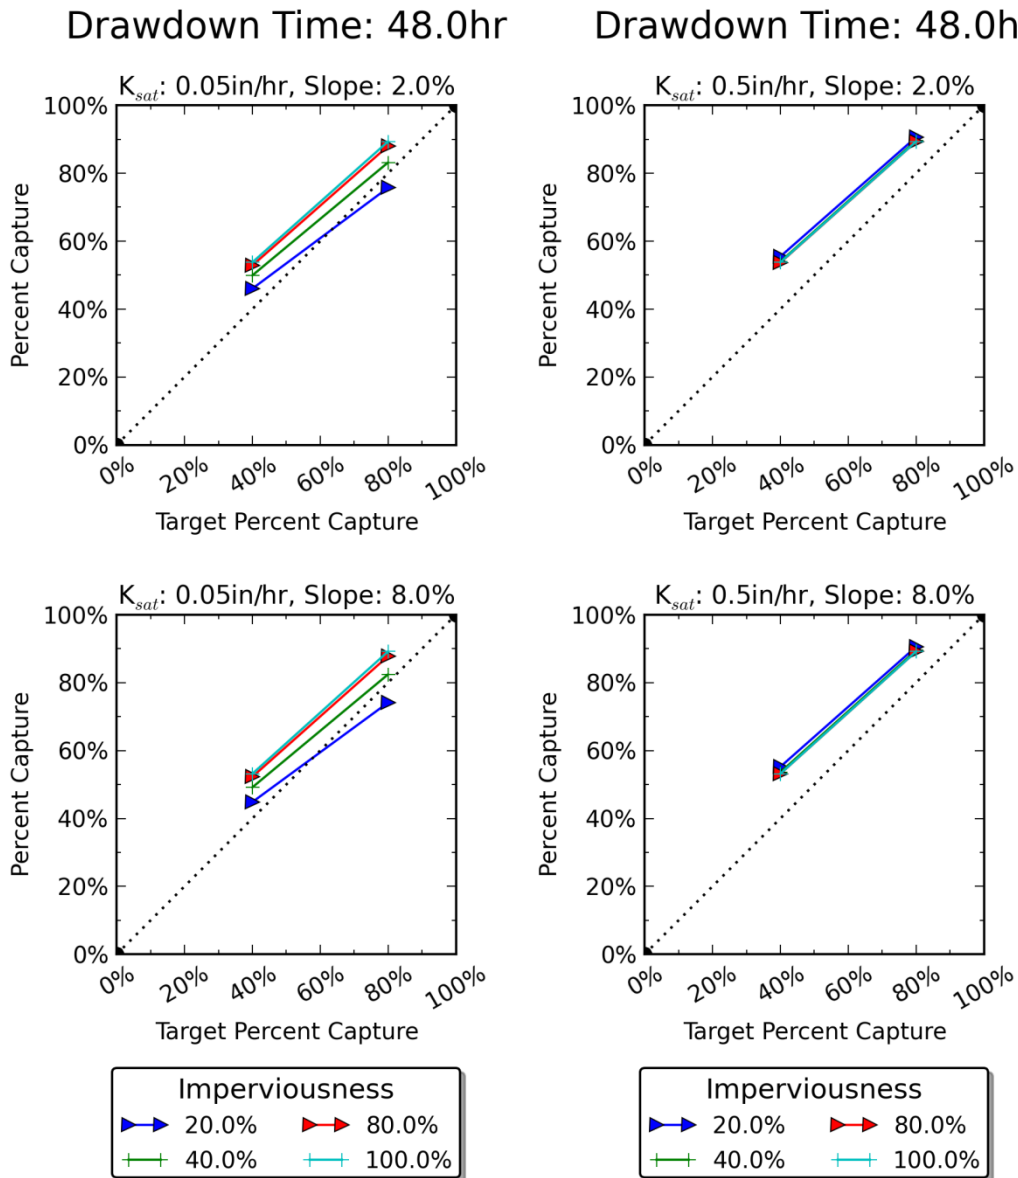 Drawdown Time: 48.0hr
Drawdown Time: 48.0h
K_sat: 0.05in/hr, Slope: 2.0%
100%
80%
60%
40%
20%
0%
Percent Capture
0% 20% 40% 60% 80% 100%
Target Percent Capture
K_sat: 0.5in/hr, Slope: 2.0%
100%
80%
60%
40%
20%
0%
Percent Capture
0% 20% 40% 60% 80% 100%
Target Percent Capture
K_sat: 0.05in/hr, Slope: 8.0%
100%
80%
60%
40%
20%
0%
Percent Capture
0% 20% 40% 60% 80% 100%
Target Percent Capture
K_sat: 0.5in/hr, Slope: 8.0%
100%
80%
60%
40%
20%
0%
Percent Capture
0% 20% 40% 60% 80% 100%
Target Percent Capture
Imperviousness
20.0% 80.0%
40.0% 100.0%
Imperviousness
20.0% 80.0%
40.0% 100.0%